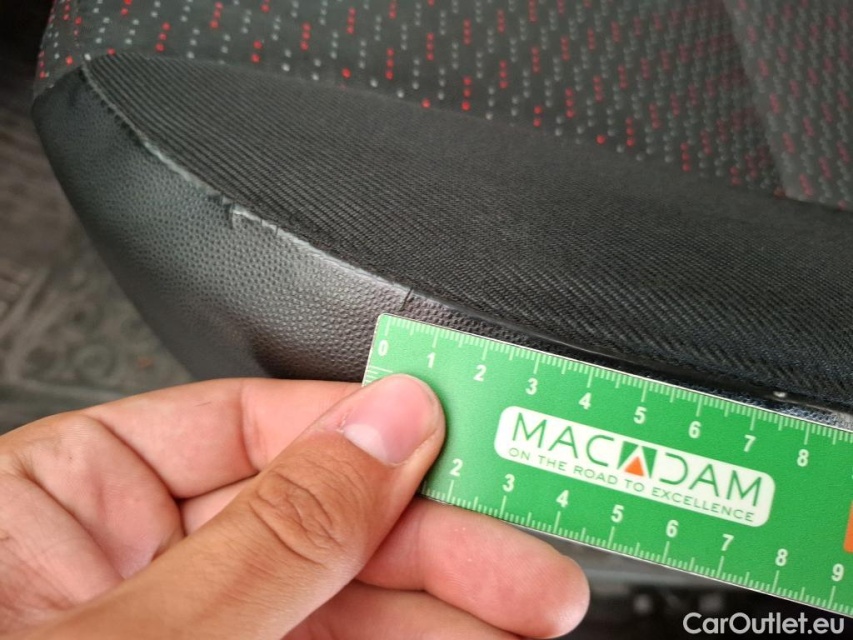 0 1 2 3 4 5 6 7 8
MACADAM
ON THE ROAD TO EXCELLENCE
2 3 4 5 6 7 8 9
CarOutlet.eu